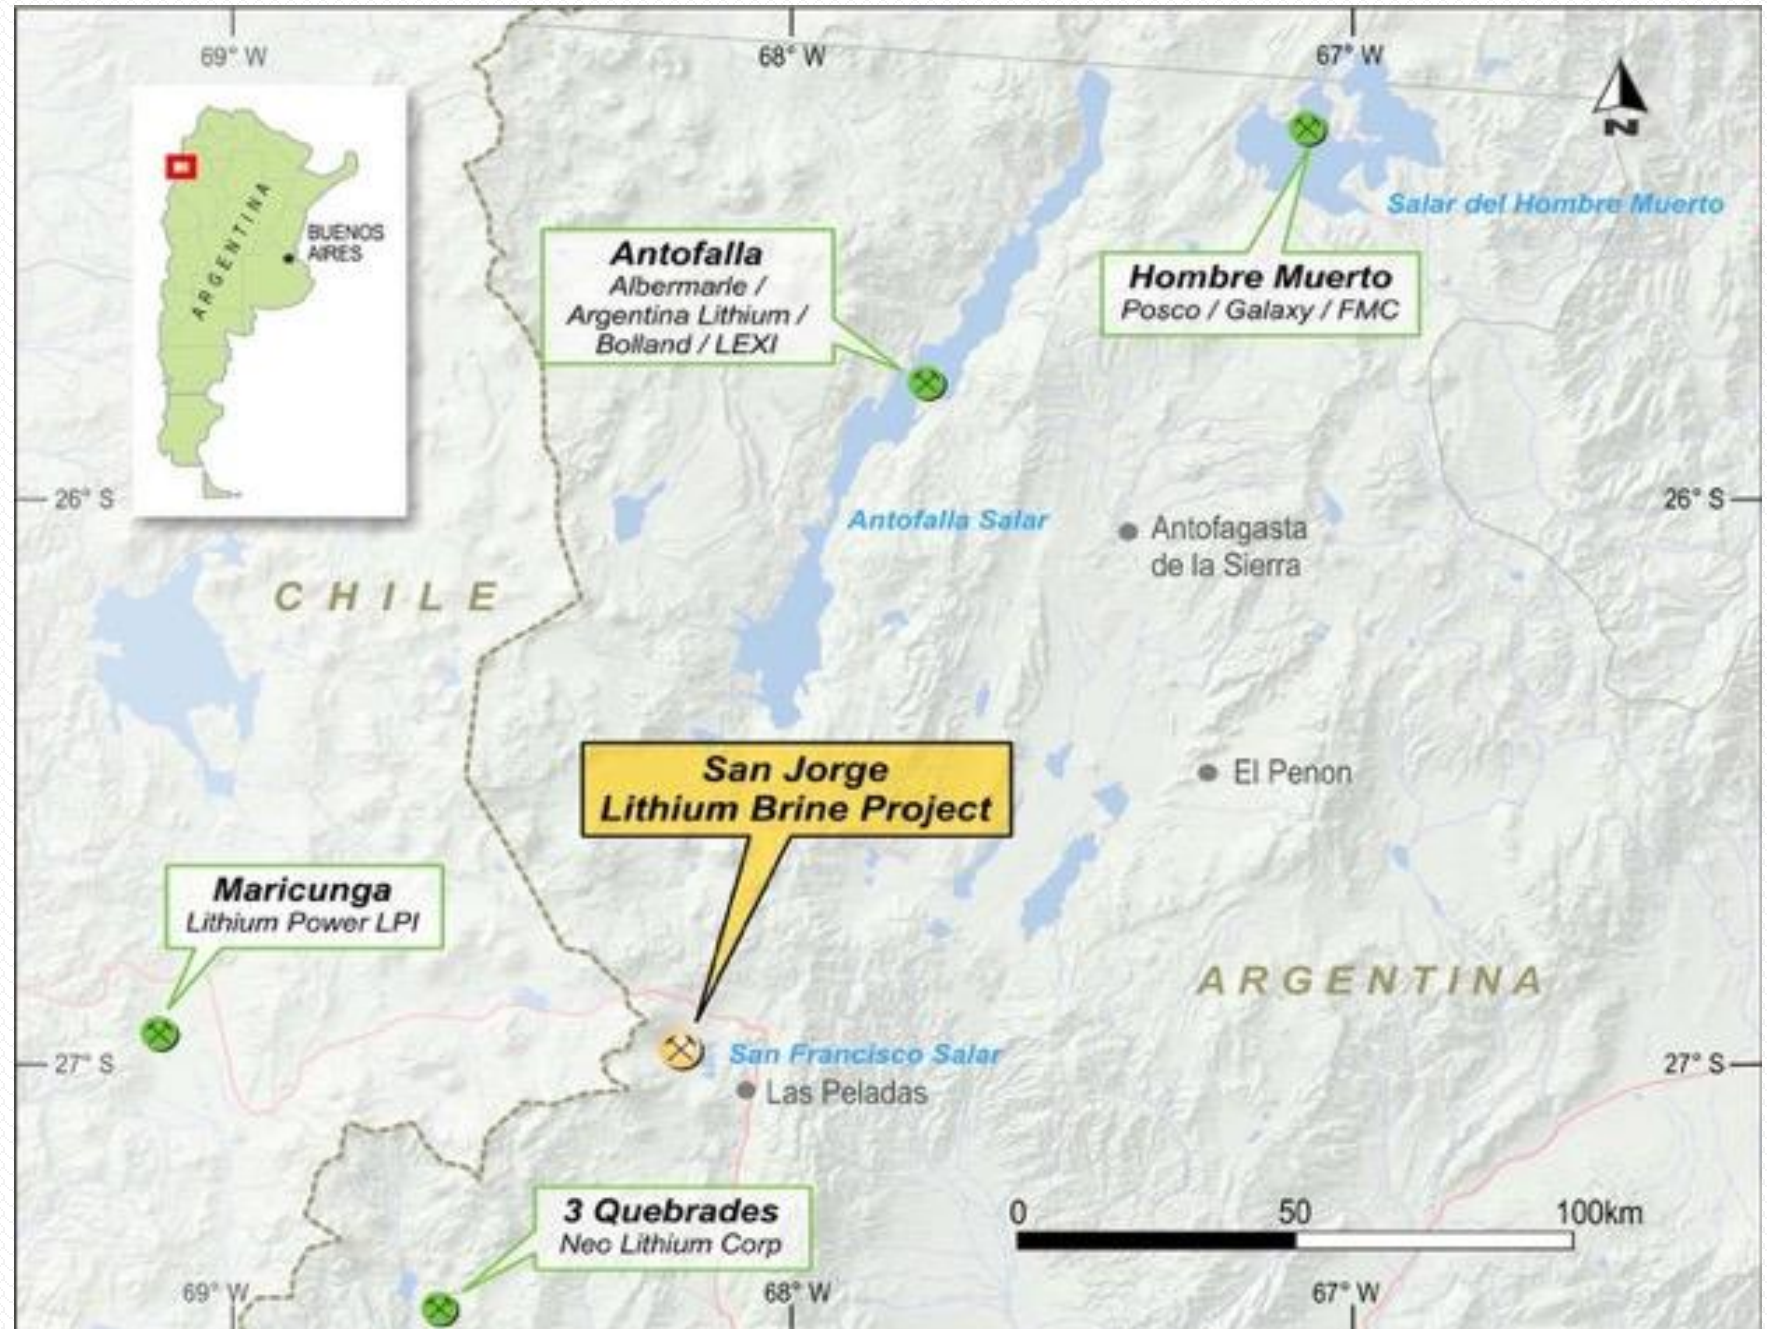 69° W
68° W
67° W
N
ARGENTINA
BUENOS
AIRES
Salar del Hombre Muerto
Antofalla
Albermarle /
Argentina Lithium /
Bolland / LEXI
Hombre Muerto
Posco / Galaxy / FMC
26° S
26° S
Antofalla Salar
Antofagasta
de la Sierra
CHILE
San Jorge
Lithium Brine Project
El Penon
Maricunga
Lithium Power LPI
ARGENTINA
27° S
San Francisco Salar
27° S
Las Peladas
3 Quebrades
Neo Lithium Corp
0 50 100km
69° W
68° W
67° W